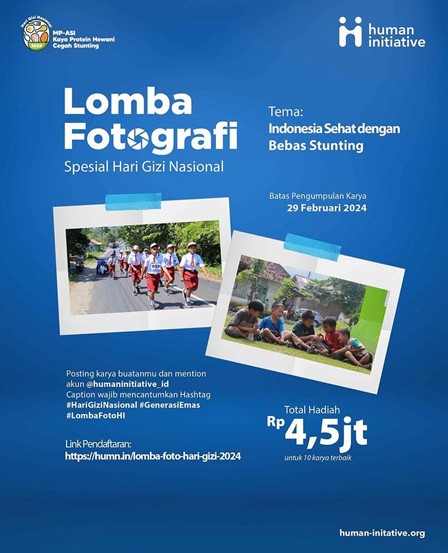 MP-ASI
Kaya Protein Hewani
Cegah Stunting
human
initiative
Lomba
Fotografi
Spesial Hari Gizi Nasional
Tema:
Indonesia Sehat dengan
Bebas Stunting
Batas Pengumpulan Karya
29 Februari 2024
Posting karya buatanmu dan mention
akun @humaninitiative_id
Caption wajib mencantumkan Hashtag
#HariGiziNasional #GenerasiEmas
#LombaFotoHI
Link Pendaftaran:
https://humn.in/lomba-foto-hari-gizi-2024
Total Hadiah
Rp 4,5jt
untuk 10 karya terbaik
human-initative.org